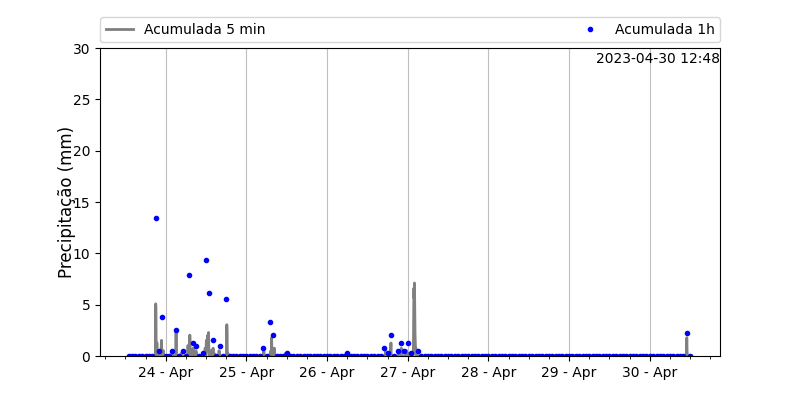 Acumulada 5 min
Acumulada 1h
2023-04-30 12:48
Precipitação (mm)
30
25
20
15
10
5
0
24 - Apr
25 - Apr
26 - Apr
27 - Apr
28 - Apr
29 - Apr
30 - Apr